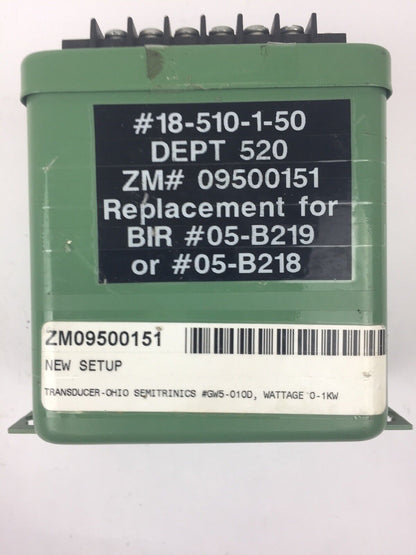 #18-510-1-50
DEPT 520
ZM# 09500151
Replacement for
BIR #05-B219
or #05-B218
ZM09500151
NEW SETUP
TRANSDUCER-OHIO SEMITRINICS #GW5-010D, WATTAGE 0-1KW